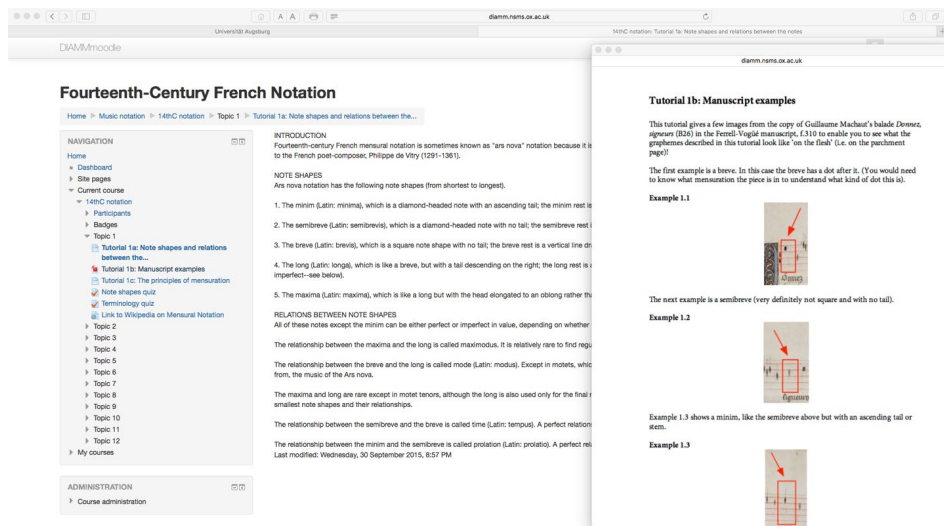 diamm.nsms.ox.ac.uk
Universität Augsburg
14thC notation: Tutorial 1a: Note shapes and relations between the notes
DIAMMmoodle
Fourteenth-Century French Notation
Home Music notation 14thC notation Topic 1 Tutorial 1a: Note shapes and relations between the...
NAVIGATION
Home
Dashboard
Site pages
Current course
14thC notation
Participants
Badges
Topic 1
Tutorial 1a: Note shapes and relations
between the...
Tutorial 1b: Manuscript examples
Tutorial 1c: The principles of mensuration
Note shapes quiz
Terminology quiz
Link to Wikipedia on Mensural Notation
Topic 2
Topic 3
Topic 4
Topic 5
Topic 6
Topic 7
Topic 8
Topic 9
Topic 10
Topic 11
Topic 12
My courses
ADMINISTRATION
Course administration
INTRODUCTION
Fourteenth-century French mensural notation is sometimes known as "ars nova" notation because it is
to the French poet-composer, Philippe de Vitry (1291-1361).
NOTE SHAPES
Ars nova notation has the following note shapes (from shortest to longest).
1. The minim (Latin: minima), which is a diamond-headed note with an ascending tail; the minim rest is
2. The semibreve (Latin: semibrevis), which is a diamond-headed note with no tail; the semibreve rest
3. The breve (Latin: brevis), which is a square note shape with no tail; the breve rest is a vertical line
4. The long (Latin: longa), which is like a breve, but with a tail descending on the right; the long rest is
imperfect--see below).
5. The maxima (Latin: maxima), which is like a long but with the head elongated to an oblong rather
RELATIONS BETWEEN NOTE SHAPES
All of these notes except the minim can be either perfect or imperfect in value, depending on whether
The relationship between the maxima and the long is called maximodus. It is relatively rare to find
The relationship between the breve and the long is called mode (Latin: modus). Except in motets,
from, the music of the Ars nova.
The maxima and long are rare except in motet tenors, although the long is also used only for the final
smallest note shapes and their relationships.
The relationship between the semibreve and the breve is called time (Latin: tempus). A perfect
The relationship between the minim and the semibreve is called prolation (Latin: prolatio). A perfect
Last modified: Wednesday, 30 September 2015, 8:57 PM
diamm.nsms.ox.ac.uk
Tutorial 1b: Manuscript examples
This tutorial gives a few images from the copy of Guillaume Machaut's balade Donnez,
signeurs (B26) in the Ferrell-Vogüé manuscript, f.310 to enable you to see what the
graphemes described in this tutorial look like 'on the flesh' (i.e. on the parchment
page)!
The first example is a breve. In this case the breve has a dot after it. (You would need
to know what mensuration the piece is in to understand what kind of dot this is).
Example 1.1
The next example is a semibreve (very definitely not square and with no tail).
Example 1.2
Example 1.3 shows a minim, like the semibreve above but with an ascending tail or
stem.
Example 1.3